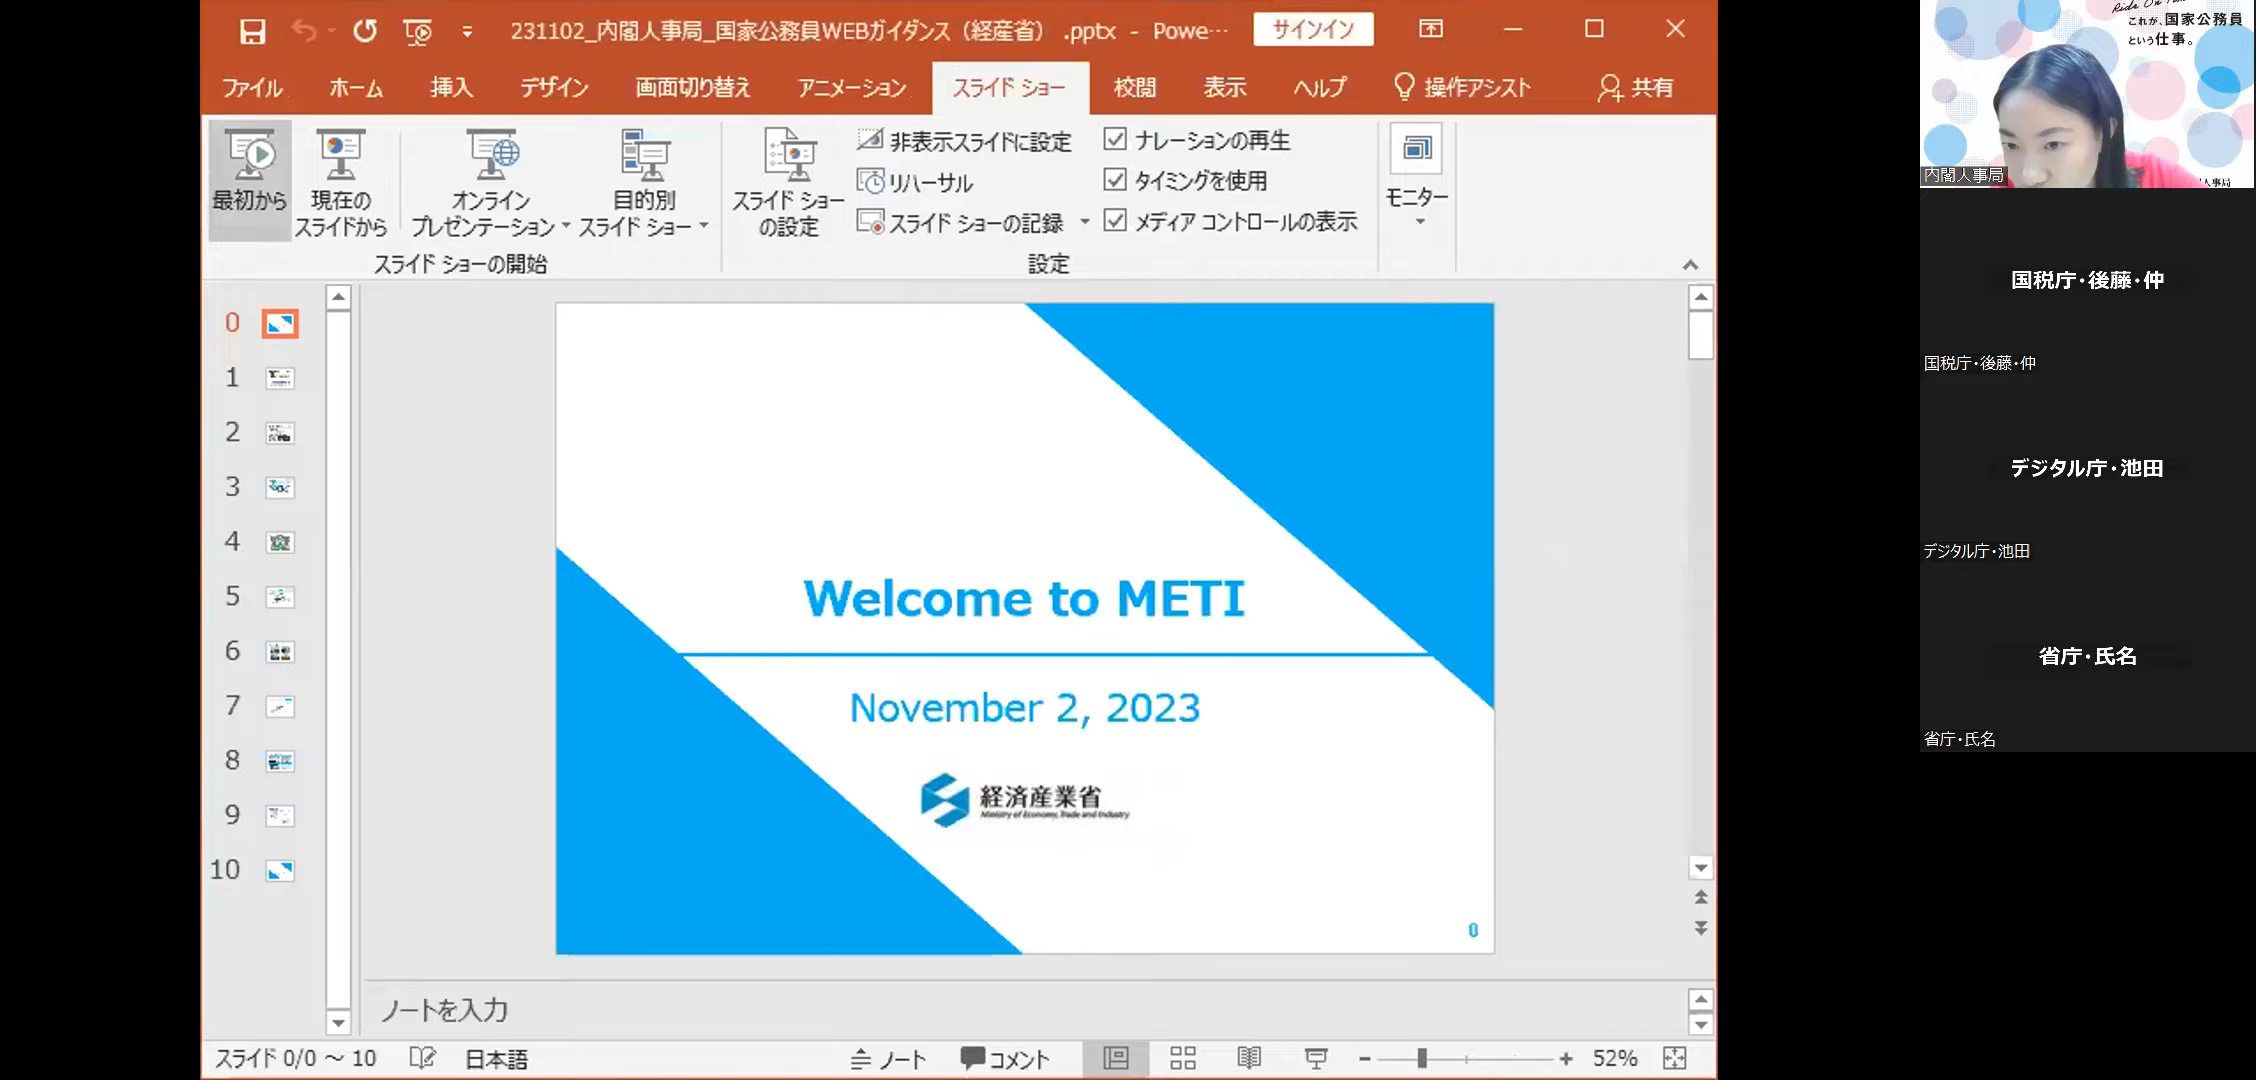 231102_内閣人事局_国家公務員WEBガイダンス（経産省） .pptx - Powe…
サインイン
ファイル ホーム 挿入 デザイン 画面切り替え アニメーション スライド ショー 校閲 表示 ヘルプ 操作アシスト 共有
最初から
現在の
スライドから
オンライン
プレゼンテーション
目的別
スライド ショー
スライド ショーの開始
スライド ショー
の設定
非表示スライドに設定
リハーサル
スライド ショーの記録
ナレーションの再生
タイミングを使用
メディア コントロールの表示
設定
モニター
0
1
2
3
4
5
6
7
8
9
10
Welcome to METI
November 2, 2023
経済産業省
Ministry of Economy, Trade and Industry
0
ノートを入力
スライド 0/0 ～ 10 日本語 ノート コメント 52%
これが、国家公務員
という仕事。
内閣人事局
人事局
国税庁・後藤・仲
国税庁・後藤・仲
デジタル庁・池田
デジタル庁・池田
省庁・氏名
省庁・氏名